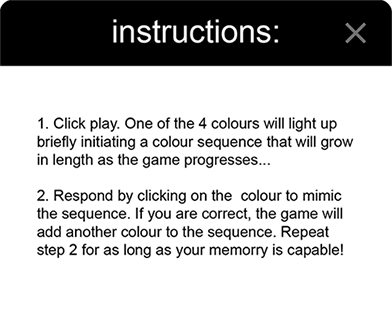 instructions:
1. Click play. One of the 4 colours will light up
briefly initiating a colour sequence that will grow
in length as the game progresses...
2. Respond by clicking on the  colour to mimic
the sequence. If you are correct, the game will
add another colour to the sequence. Repeat
step 2 for as long as your memorry is capable!